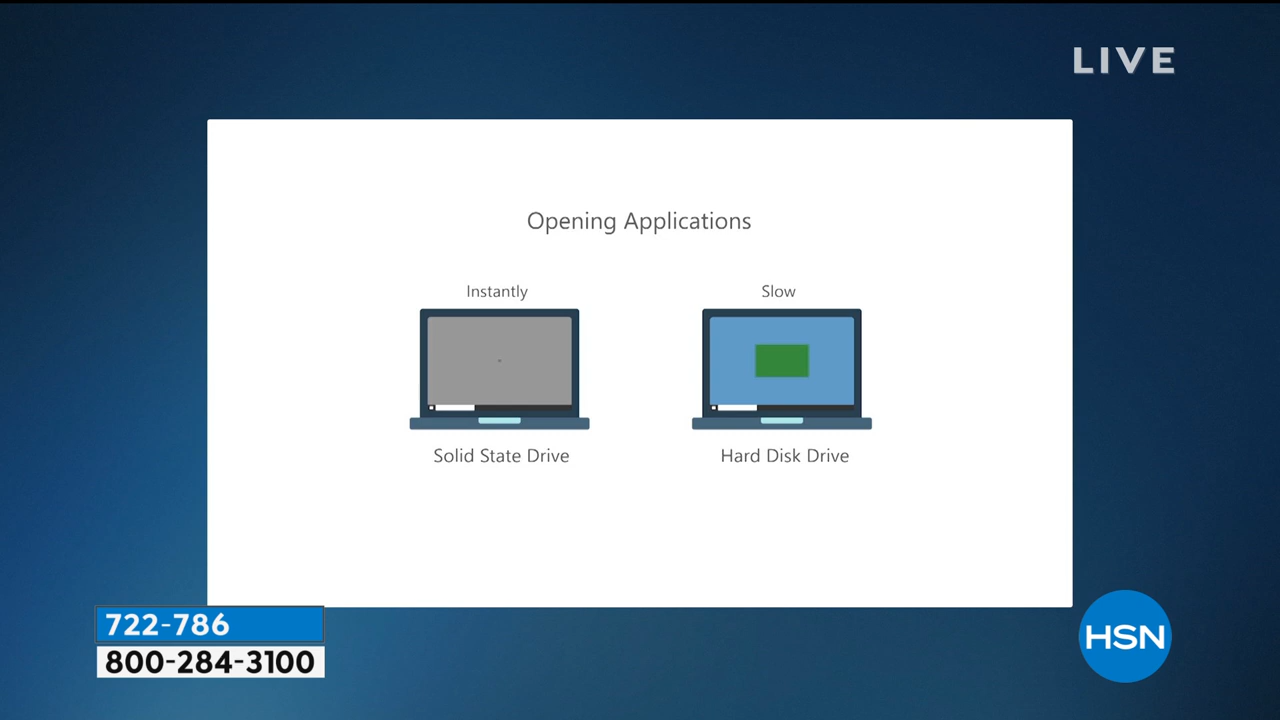 LIVE
Opening Applications
Instantly
Slow
Solid State Drive
Hard Disk Drive
722-786
800-284-3100
HSN